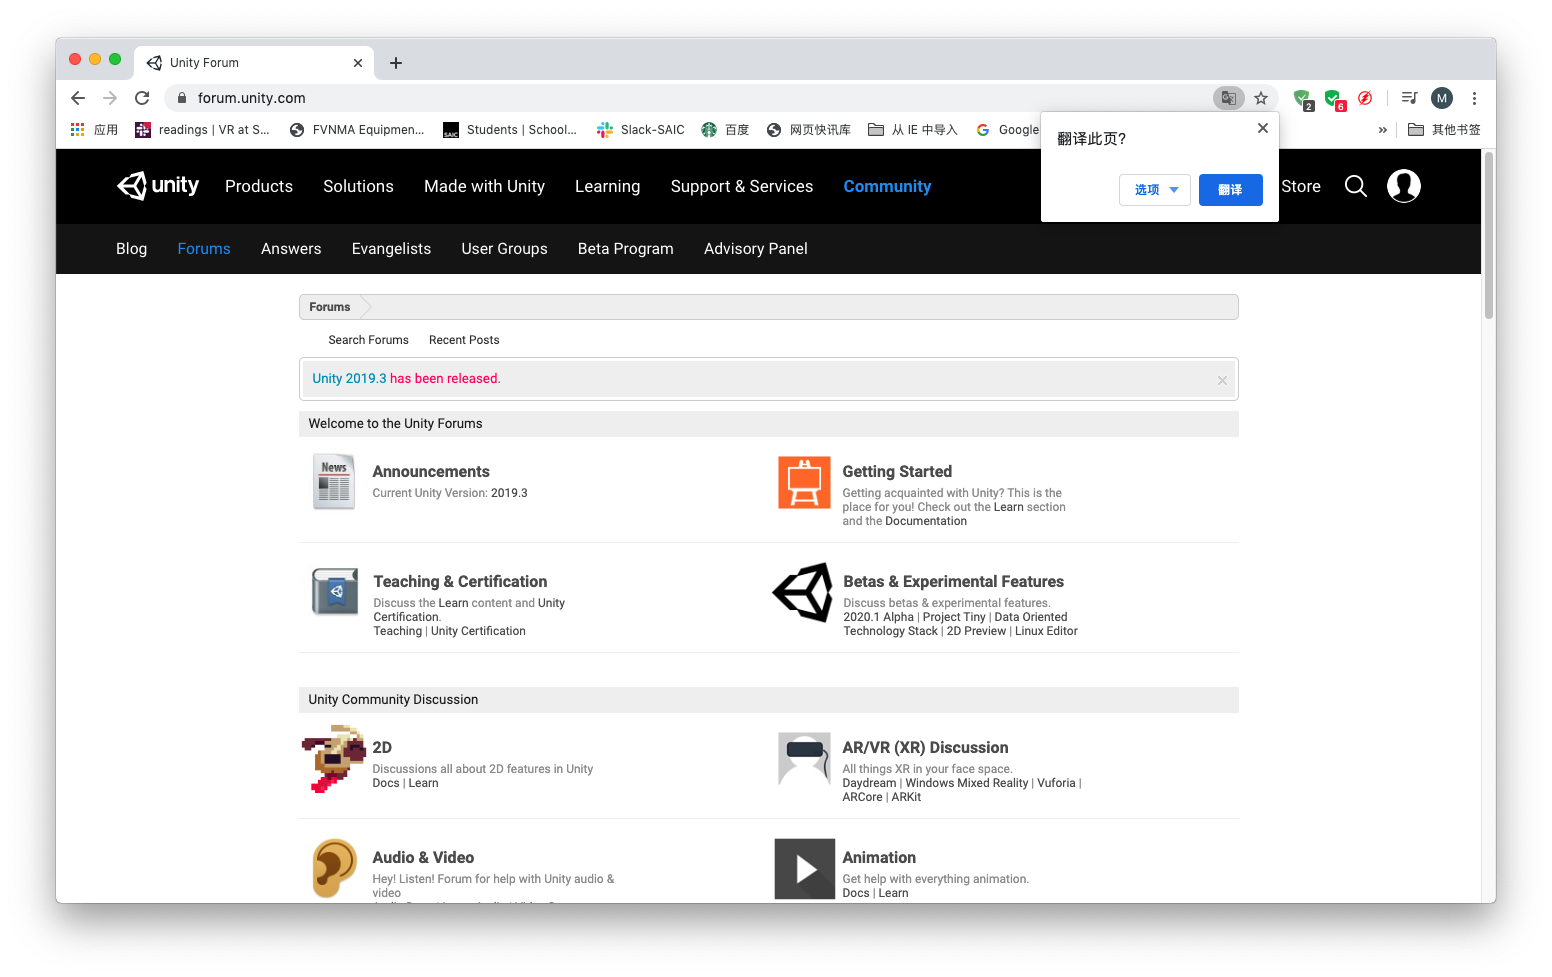 Unity Forum
forum.unity.com
2
6
M
应用
readings | VR at S...
FVNMA Equipmen...
SAIC
Students | School...
Slack-SAIC
百度
网页快讯库
从 IE 中导入
Google
»
其他书签
翻译此页?
选项
翻译
unity
Products
Solutions
Made with Unity
Learning
Support & Services
Community
Store
Blog
Forums
Answers
Evangelists
User Groups
Beta Program
Advisory Panel
Forums
Search Forums
Recent Posts
Unity 2019.3 has been released.
Welcome to the Unity Forums
News
Announcements
Current Unity Version: 2019.3
Getting Started
Getting acquainted with Unity? This is the
place for you! Check out the Learn section
and the Documentation
Teaching & Certification
Discuss the Learn content and Unity
Certification.
Teaching | Unity Certification
Betas & Experimental Features
Discuss betas & experimental features.
2020.1 Alpha | Project Tiny | Data Oriented
Technology Stack | 2D Preview | Linux Editor
Unity Community Discussion
2D
Discussions all about 2D features in Unity
Docs | Learn
AR/VR (XR) Discussion
All things XR in your face space.
Daydream | Windows Mixed Reality | Vuforia |
ARCore | ARKit
Audio & Video
Hey! Listen! Forum for help with Unity audio &
video
Animation
Get help with everything animation.
Docs | Learn